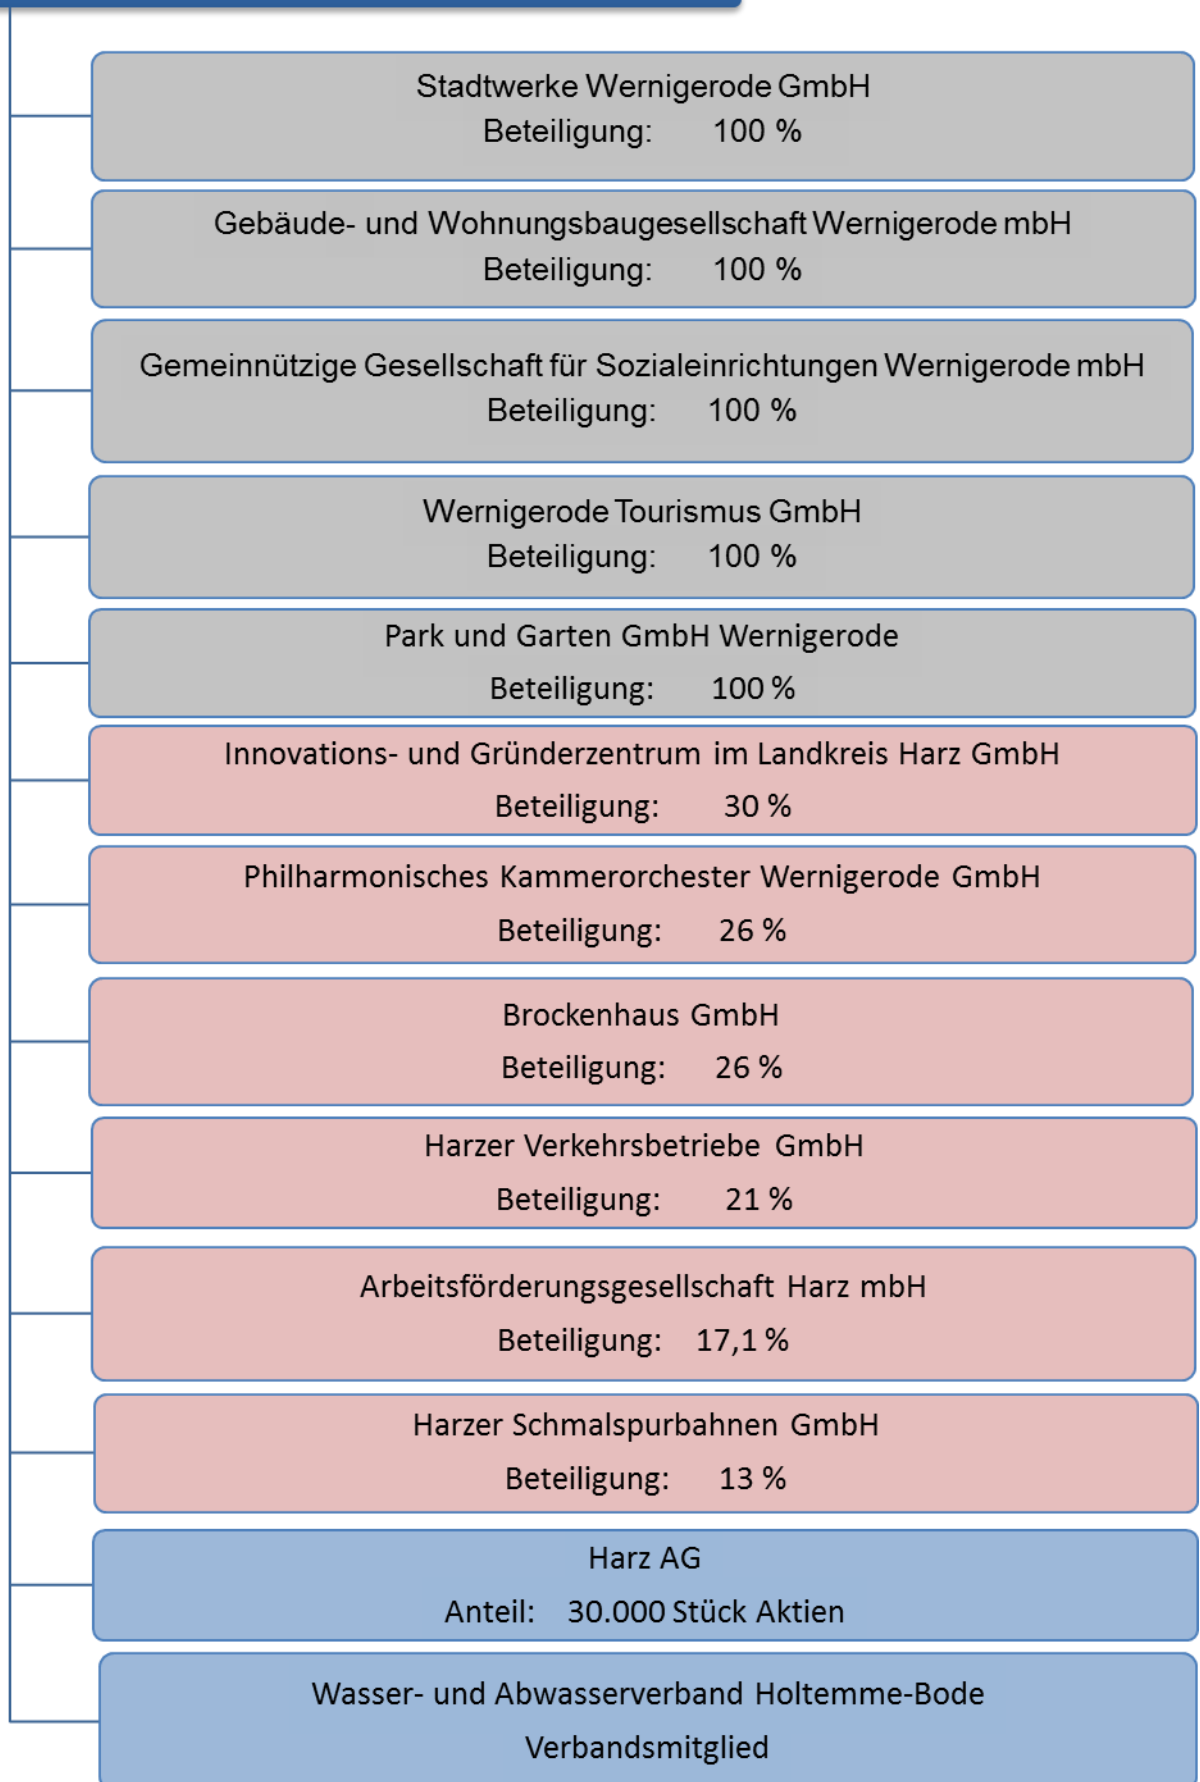 Stadtwerke Wernigerode GmbH
Beteiligung: 100 %
Gebäude- und Wohnungsbaugesellschaft Wernigerode mbH
Beteiligung: 100 %
Gemeinnützige Gesellschaft für Sozialeinrichtungen Wernigerode mbH
Beteiligung: 100 %
Wernigerode Tourismus GmbH
Beteiligung: 100 %
Park und Garten GmbH Wernigerode
Beteiligung: 100 %
Innovations- und Gründerzentrum im Landkreis Harz GmbH
Beteiligung: 30 %
Philharmonisches Kammerorchester Wernigerode GmbH
Beteiligung: 26 %
Brockenhaus GmbH
Beteiligung: 26 %
Harzer Verkehrsbetriebe GmbH
Beteiligung: 21 %
Arbeitsförderungsgesellschaft Harz mbH
Beteiligung: 17,1 %
Harzer Schmalspurbahnen GmbH
Beteiligung: 13 %
Harz AG
Anteil: 30.000 Stück Aktien
Wasser- und Abwasserverband Holtemme-Bode
Verbandsmitglied